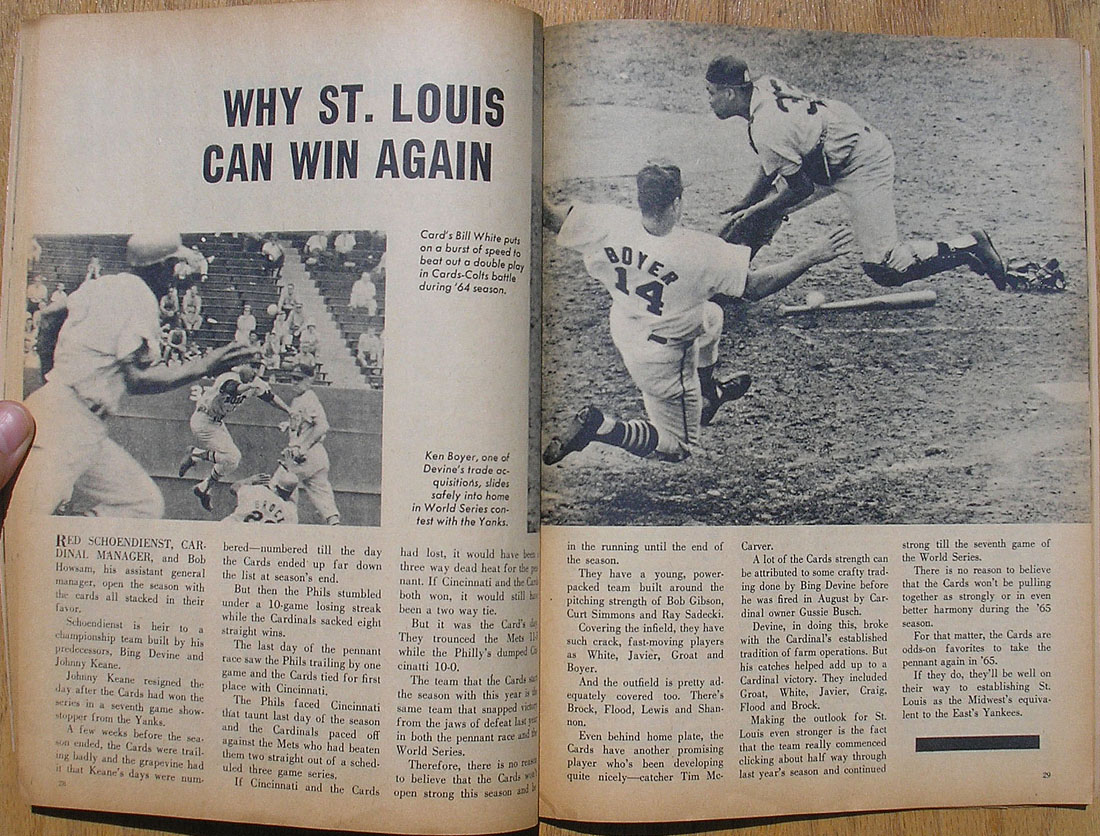 WHY ST. LOUIS
CAN WIN AGAIN
Card's Bill White puts
on a burst of speed to
beat out a double play
in Cards-Colts battle
during '64 season.
Ken Boyer, one of
Devine's trade ac-
quisitions, slides
safely into home
in World Series con-
test with the Yanks.
BOYER
14
RED SCHOENDIENST, CAR-
DINAL MANAGER, and Bob
Howsam, his assistant general
manager, open the season with
the cards all stacked in their
favor.
Schoendienst is heir to a
championship team built by his
predecessors, Bing Devine and
Johnny Keane.
Johnny Keane resigned the
day after the Cards had won the
series in a seventh game show-
stopper from the Yanks.
A few weeks before the sea-
son ended, the Cards were trail-
ing badly and the grapevine had
it that Keane's days were num-
28
bered—numbered till the day
the Cards ended up far down
the list at season's end.
But then the Phils stumbled
under a 10-game losing streak
while the Cardinals sacked eight
straight wins.
The last day of the pennant
race saw the Phils trailing by one
game and the Cards tied for first
place with Cincinnati.
The Phils faced Cincinnati
that taunt last day of the season
and the Cardinals paced off
against the Mets who had beaten
them two straight out of a sched-
uled three game series.
If Cincinnati and the Cards
had lost, it would have been
three way dead heat for the
nant. If Cincinnati and the
both won, it would still
been a two way tie.
But it was the Card's
They trounced the Mets
while the Philly's dumped
cinatti 10-0.
The team that the Cards
the season with this year is
same team that snapped
from the jaws of defeat last
in both the pennant race and
World Series.
Therefore, there is no
to believe that the Cards
open strong this season and
in the running until the end of
the season.
They have a young, power-
packed team built around the
pitching strength of Bob Gibson,
Curt Simmons and Ray Sadecki.
Covering the infield, they have
such crack, fast-moving players
as White, Javier, Groat and
Boyer.
And the outfield is pretty ad-
equately covered too. There's
Brock, Flood, Lewis and Shan-
non.
Even behind home plate, the
Cards have another promising
player who's been developing
quite nicely—catcher Tim Mc-
Carver.
A lot of the Cards strength can
be attributed to some crafty trad-
ing done by Bing Devine before
he was fired in August by Car-
dinal owner Gussie Busch.
Devine, in doing this, broke
with the Cardinal's established
tradition of farm operations. But
his catches helped add up to a
Cardinal victory. They included
Groat, White, Javier, Craig,
Flood and Brock.
Making the outlook for St.
Louis even stronger is the fact
that the team really commenced
clicking about half way through
last year's season and continued
strong till the seventh game of
the World Series.
There is no reason to believe
that the Cards won't be pulling
together as strongly or in even
better harmony during the '65
season.
For that matter, the Cards are
odds-on favorites to take the
pennant again in '65.
If they do, they'll be well on
their way to establishing St.
Louis as the Midwest's equiva-
lent to the East's Yankees.
29